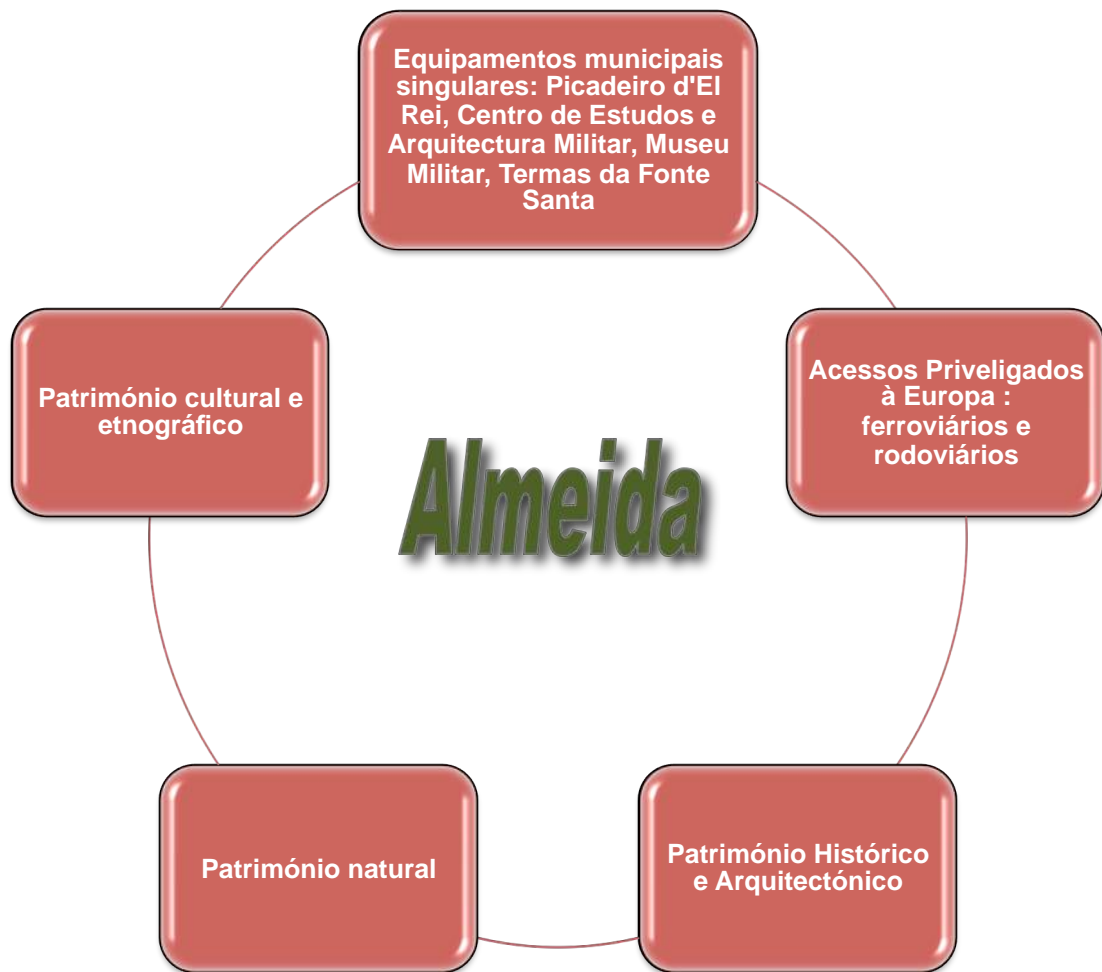 Equipamentos municipais
singulares: Picadeiro d'El
Rei, Centro de Estudos e
Arquitectura Militar, Museu
Militar, Termas da Fonte
Santa
Património cultural e
etnográfico
Acessos Priveligados
à Europa :
ferroviários e
rodoviários
Almeida
Património natural
Património Histórico
e Arquitectónico